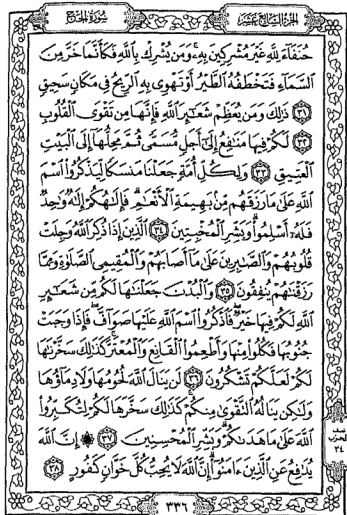 الجزء السابع عشر
سورة الحج
حُنَفَآءَ لِلَّهِ غَيْرَ مُشْرِكِينَ بِهِۦ ۚ وَمَن يُشْرِكْ بِٱللَّهِ فَكَأَنَّمَا خَرَّ مِنَ
ٱلسَّمَآءِ فَتَخْطَفُهُ ٱلطَّيْرُ أَوْ تَهْوِى بِهِ ٱلرِّيحُ فِى مَكَانٍ سَحِيقٍ
٣١ ذَٰلِكَ وَمَن يُعَظِّمْ شَعَـٰٓئِرَ ٱللَّهِ فَإِنَّهَا مِن تَقْوَى ٱلْقُلُوبِ
٣٢ لَكُمْ فِيهَا مَنَـٰفِعُ إِلَىٰٓ أَجَلٍ مُّسَمًّى ثُمَّ مَحِلُّهَآ إِلَى ٱلْبَيْتِ
ٱلْعَتِيقِ ٣٣ وَلِكُلِّ أُمَّةٍ جَعَلْنَا مَنسَكًا لِّيَذْكُرُوا۟ ٱسْمَ
ٱللَّهِ عَلَىٰ مَا رَزَقَهُم مِّنۢ بَهِيمَةِ ٱلْأَنْعَـٰمِ ۗ فَإِلَـٰهُكُمْ إِلَـٰهٌ وَٰحِدٌ
فَلَهُۥٓ أَسْلِمُوا۟ ۗ وَبَشِّرِ ٱلْمُخْبِتِينَ ٣٤ ٱلَّذِينَ إِذَا ذُكِرَ ٱللَّهُ وَجِلَتْ
قُلُوبُهُمْ وَٱلصَّـٰبِرِينَ عَلَىٰ مَآ أَصَابَهُمْ وَٱلْمُقِيمِى ٱلصَّلَوٰةِ وَمِمَّا
رَزَقْنَـٰهُمْ يُنفِقُونَ ٣٥ وَٱلْبُدْنَ جَعَلْنَـٰهَا لَكُم مِّن شَعَـٰٓئِرِ
ٱللَّهِ لَكُمْ فِيهَا خَيْرٌ ۖ فَٱذْكُرُوا۟ ٱسْمَ ٱللَّهِ عَلَيْهَا صَوَآفَّ ۖ فَإِذَا وَجَبَتْ
جُنُوبُهَا فَكُلُوا۟ مِنْهَا وَأَطْعِمُوا۟ ٱلْقَانِعَ وَٱلْمُعْتَرَّ ۚ كَذَٰلِكَ سَخَّرْنَـٰهَا
لَكُمْ لَعَلَّكُمْ تَشْكُرُونَ ٣٦ لَن يَنَالَ ٱللَّهَ لُحُومُهَا وَلَا دِمَآؤُهَا
وَلَـٰكِن يَنَالُهُ ٱلتَّقْوَىٰ مِنكُمْ ۚ كَذَٰلِكَ سَخَّرَهَا لَكُمْ لِتُكَبِّرُوا۟
ٱللَّهَ عَلَىٰ مَا هَدَىٰكُمْ ۗ وَبَشِّرِ ٱلْمُحْسِنِينَ ٣٧ ۞ إِنَّ ٱللَّهَ
يُدَٰفِعُ عَنِ ٱلَّذِينَ ءَامَنُوٓا۟ ۗ إِنَّ ٱللَّهَ لَا يُحِبُّ كُلَّ خَوَّانٍ كَفُورٍ ٣٨
نصف
الحزب
٣٤
٣٣٦